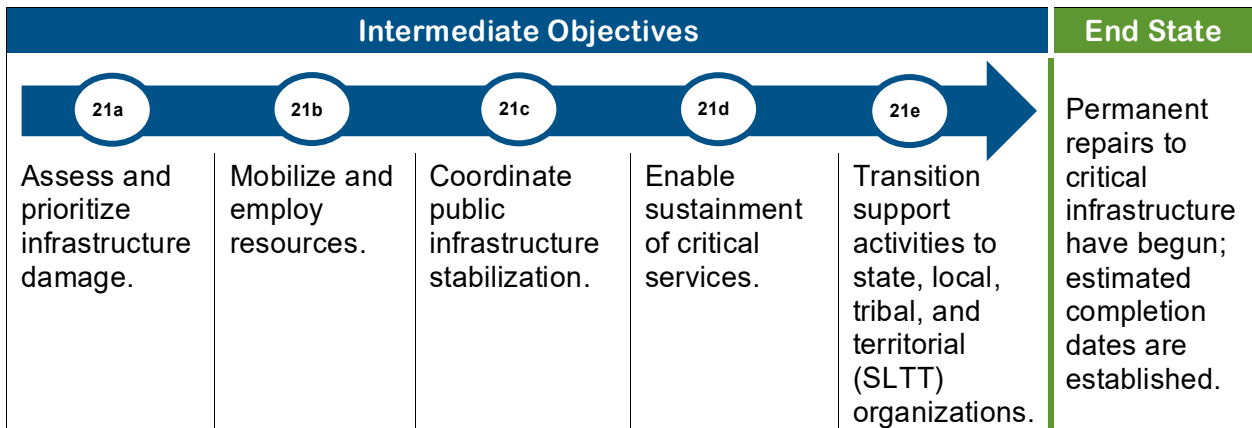 Intermediate Objectives
End State
21a
21b
21c
21d
21e
Assess and
prioritize
infrastructure
damage.
Mobilize and
employ
resources.
Coordinate
public
infrastructure
stabilization.
Enable
sustainment
of critical
services.
Transition
support
activities to
state, local,
tribal, and
territorial
(SLTT)
organizations.
Permanent
repairs to
critical
infrastructure
have begun;
estimated
completion
dates are
established.